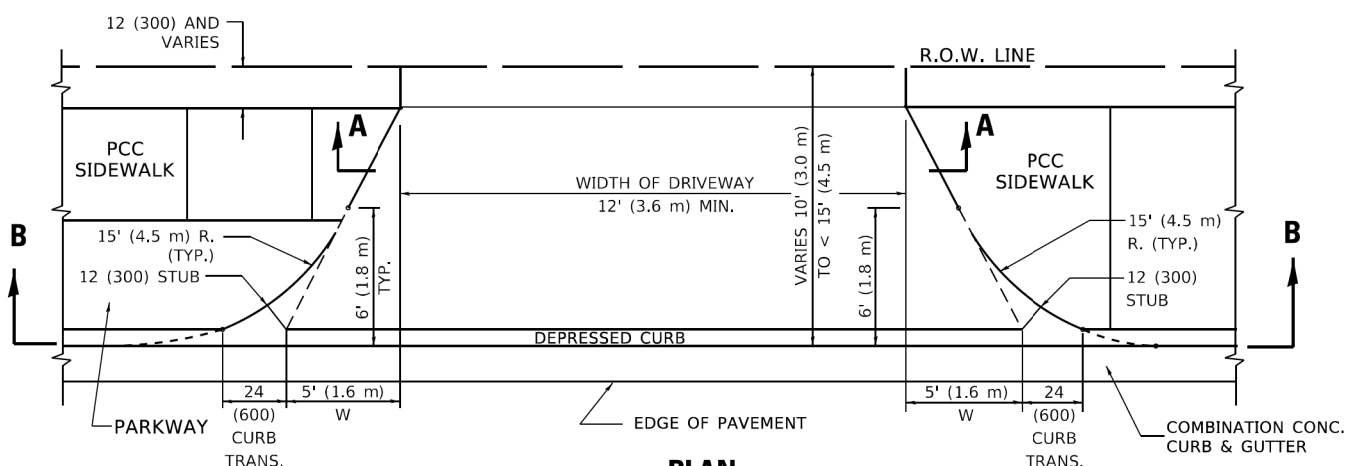 12 (300) AND
VARIES
R.O.W. LINE
A
A
PCC
SIDEWALK
PCC
SIDEWALK
WIDTH OF DRIVEWAY
12' (3.6 m) MIN.
VARIES 10' (3.0 m)
TO < 15' (4.5 m)
B
B
15' (4.5 m) R.
(TYP.)
12 (300) STUB
6' (1.8 m)
TYP.
6' (1.8 m)
15' (4.5 m)
R. (TYP.)
12 (300)
STUB
DEPRESSED CURB
24
(600)
CURB
TRANS.
5' (1.6 m)
W
5' (1.6 m)
W
24
(600)
CURB
TRANS.
PARKWAY
EDGE OF PAVEMENT
COMBINATION CONC.
CURB & GUTTER
PLAN